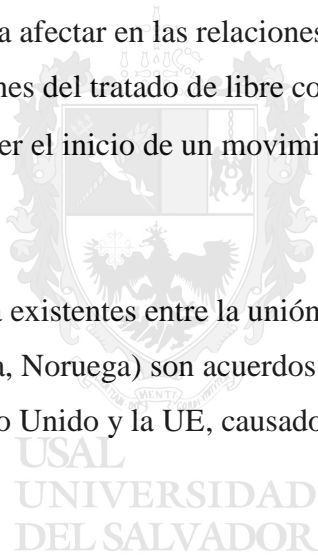 a afectar en las relaciones
nes del tratado de libre co
er el inicio de un movimi
existentes entre la unión
a, Noruega) son acuerdos
o Unido y la UE, causado
USAL
UNIVERSIDAD
DEL SALVADOR